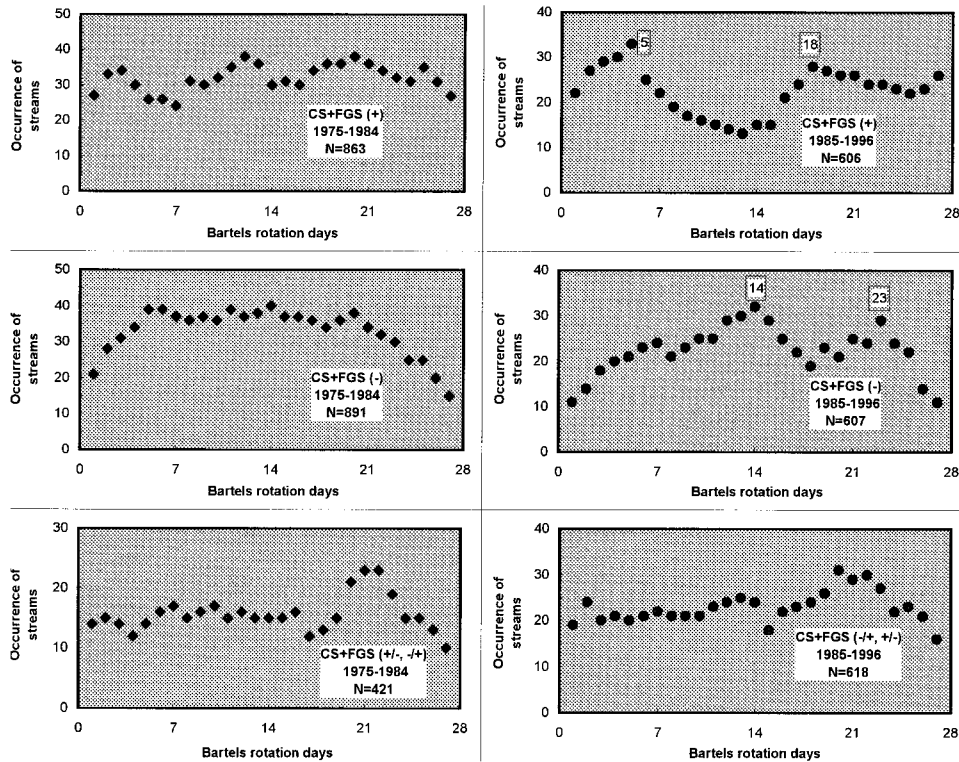 50
40
30
20
10
0
Occurrence of
streams
CS+FGS (+)
1975-1984
N=863
0 7 14 21 28
Bartels rotation days
40
30
20
10
0
Occurrence of
streams
5
18
CS+FGS (+)
1985-1996
N=606
0 7 14 21 28
Bartels rotation days
50
40
30
20
10
0
Occurrence of
streams
CS+FGS (-)
1975-1984
N=891
0 7 14 21 28
Bartels rotation days
40
30
20
10
0
Occurrence of
streams
14
23
CS+FGS (-)
1985-1996
N=607
0 7 14 21 28
Bartels rotation days
30
20
10
0
Occurrence of
streams
CS+FGS (+/-, -/+)
1975-1984
N=421
0 7 14 21 28
Bartels rotation days
40
30
20
10
0
Occurrence of
streams
CS+FGS (-/+, +/-)
1985-1996
N=618
0 7 14 21 28
Bartels rotation days